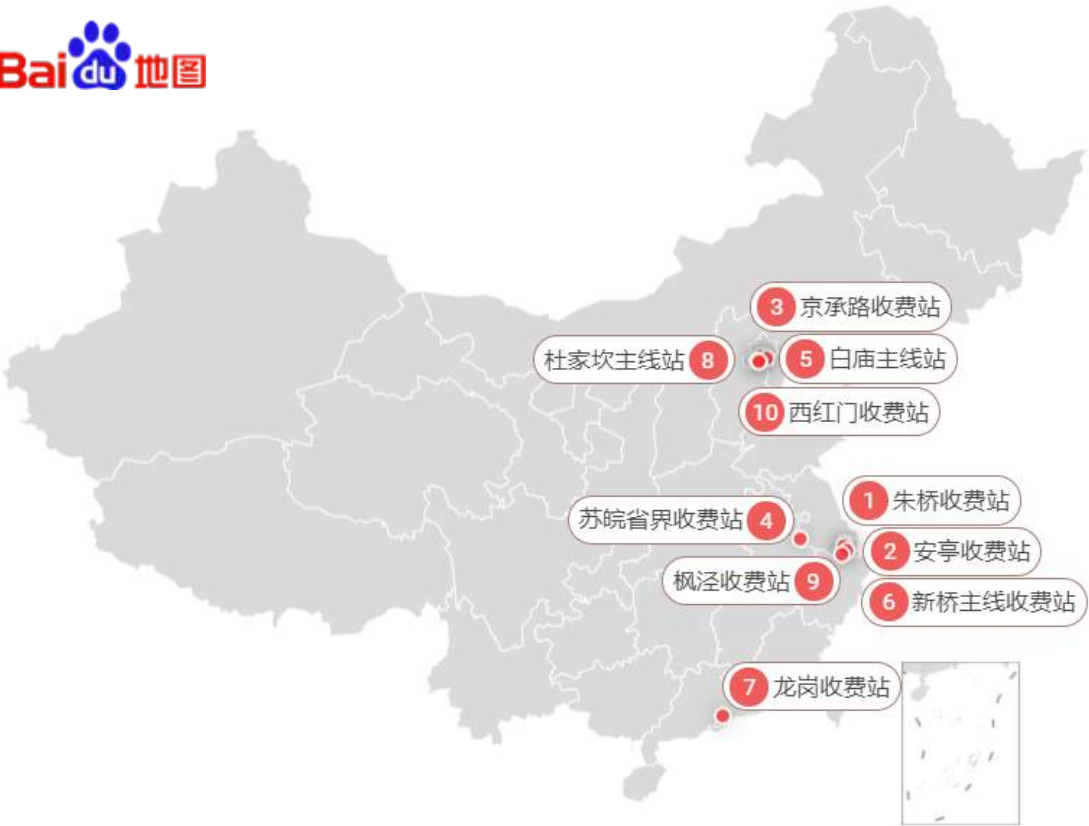 Bai du 地图
3 京承路收费站
杜家坎主线站 8
5 白庙主线站
10 西红门收费站
1 朱桥收费站
苏皖省界收费站 4
2 安亭收费站
枫泾收费站 9
6 新桥主线收费站
7 龙岗收费站